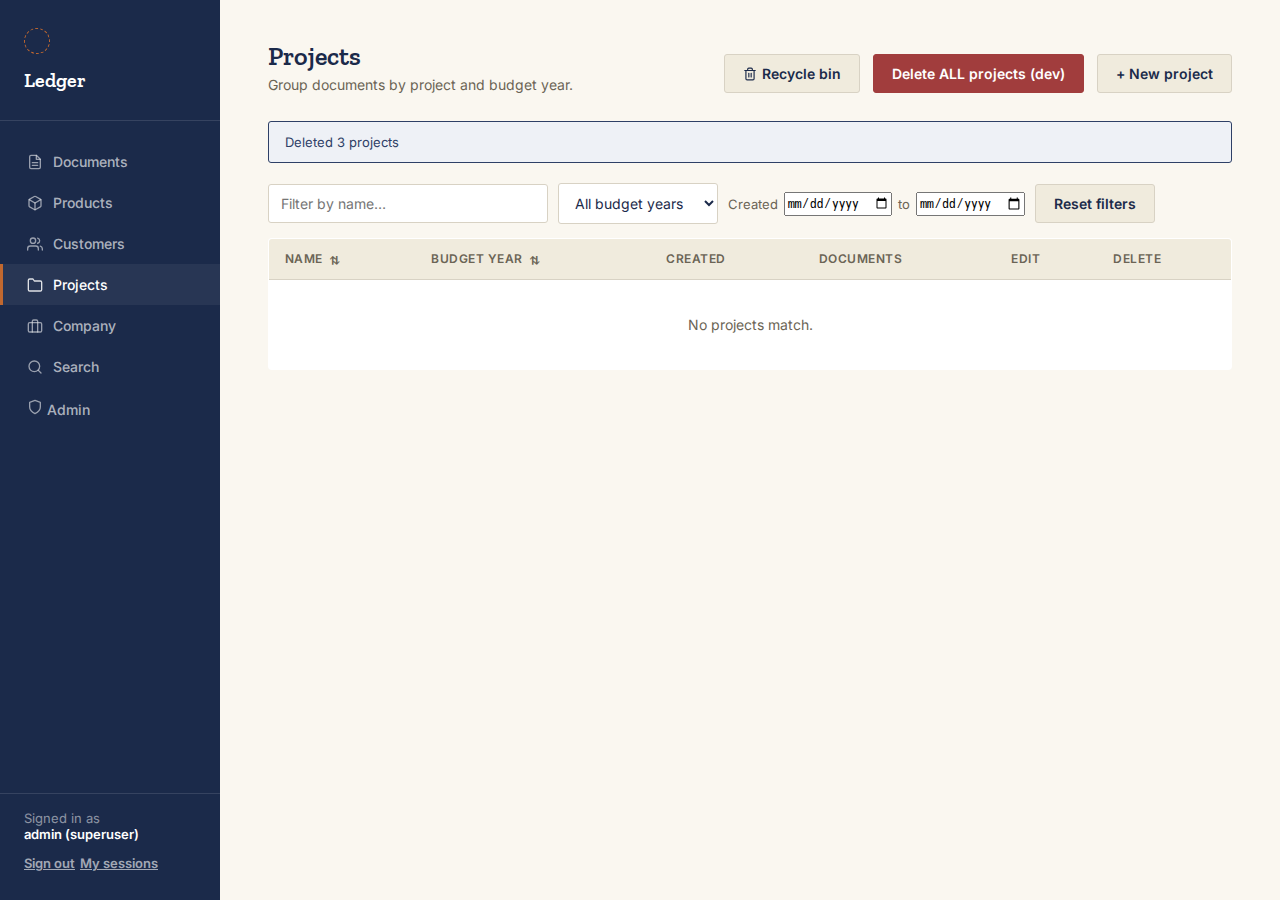 Ledger
Documents
Products
Customers
Projects
Company
Search
Admin
Signed in as
admin (superuser)
Sign out My sessions
Projects
Group documents by project and budget year.
Recycle bin
Delete ALL projects (dev)
+ New project
Deleted 3 projects
Filter by name...
All budget years
Created mm/dd/yyyy to mm/dd/yyyy
Reset filters
NAME ⇅ BUDGET YEAR ⇅ CREATED DOCUMENTS EDIT DELETE
No projects match.